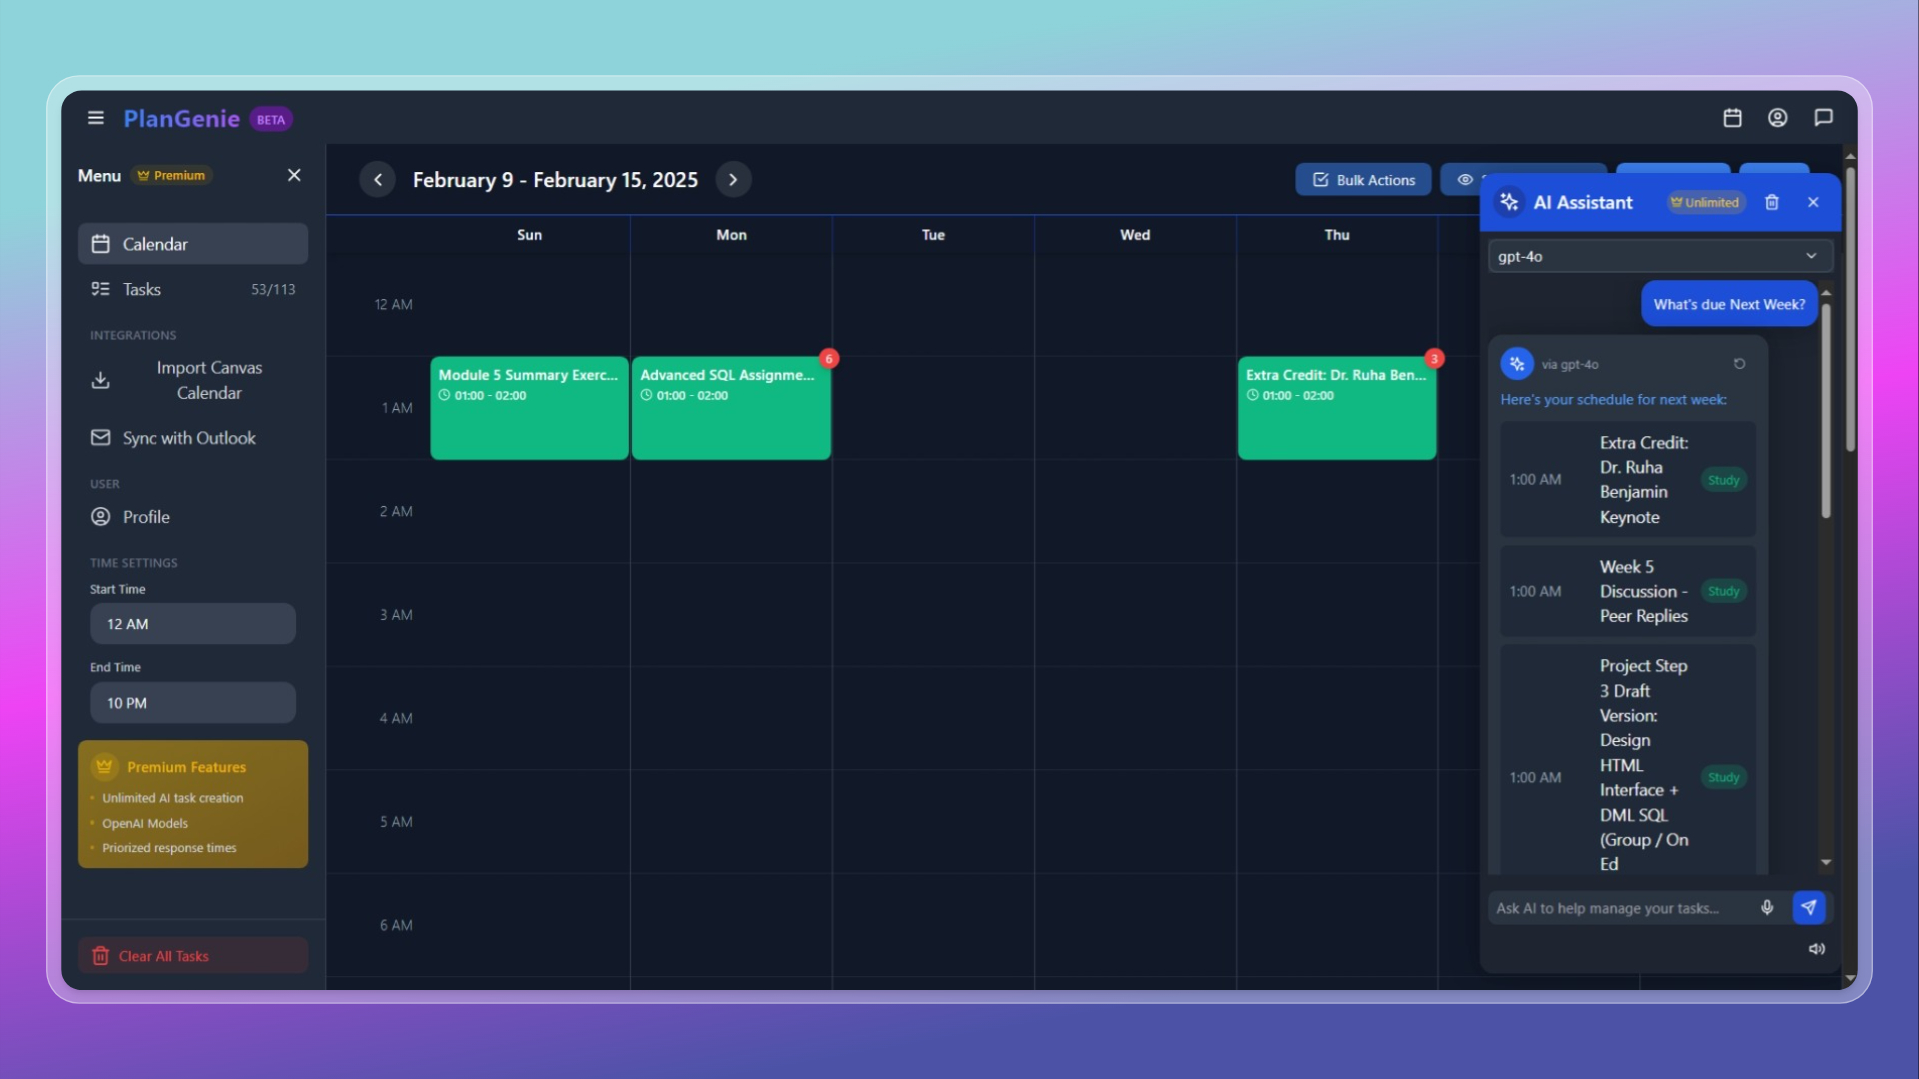 PlanGenie BETA
Menu Premium
Calendar
Tasks 53/113
INTEGRATIONS
Import Canvas
Calendar
Sync with Outlook
USER
Profile
TIME SETTINGS
Start Time
12 AM
End Time
10 PM
Premium Features
• Unlimited AI task creation
• OpenAI Models
• Priorized response times
Clear All Tasks
February 9 - February 15, 2025
Bulk Actions
Sun Mon Tue Wed Thu
12 AM
1 AM
2 AM
3 AM
4 AM
5 AM
6 AM
Module 5 Summary Exerc...
01:00 - 02:00
6
Advanced SQL Assignme...
01:00 - 02:00
3
Extra Credit: Dr. Ruha Ben...
01:00 - 02:00
AI Assistant Unlimited
gpt-4o
What's due Next Week?
via gpt-4o
Here's your schedule for next week:
1:00 AM
Extra Credit:
Dr. Ruha
Benjamin
Keynote
Study
1:00 AM
Week 5
Discussion -
Peer Replies
Study
1:00 AM
Project Step
3 Draft
Version:
Design
HTML
Interface +
DML SQL
(Group / On
Ed
Study
Ask AI to help manage your tasks...